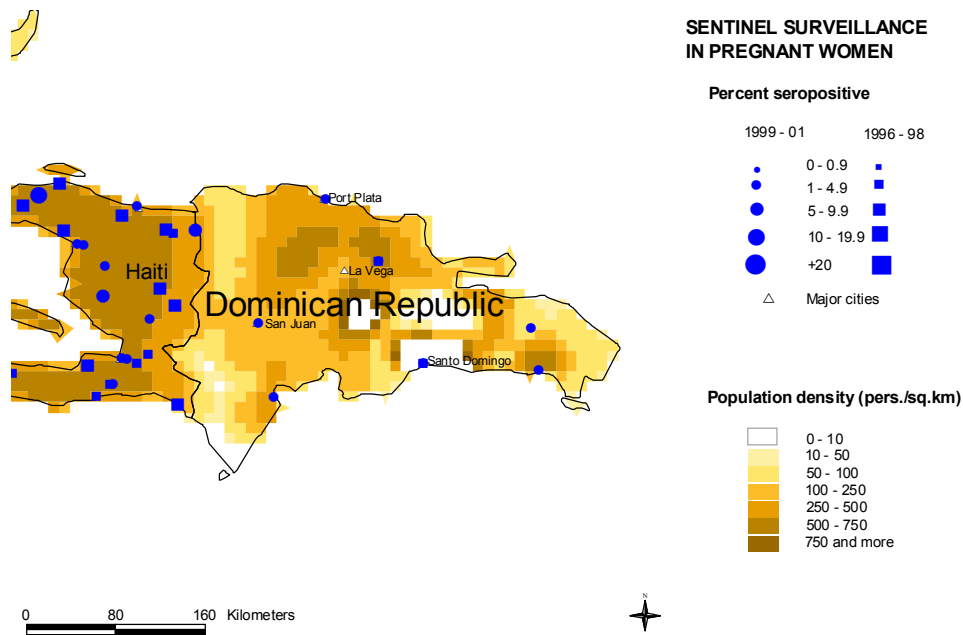 SENTINEL SURVEILLANCE
IN PREGNANT WOMEN
Percent seropositive
1999 - 01 1996 - 98
0 - 0.9
1 - 4.9
5 - 9.9
10 - 19.9
+20
Major cities
Port Plata
La Vega
Haiti
Dominican Republic
San Juan
Santo Domingo
Population density (pers./sq.km)
0 - 10
10 - 50
50 - 100
100 - 250
250 - 500
500 - 750
750 and more
0 80 160 Kilometers
N